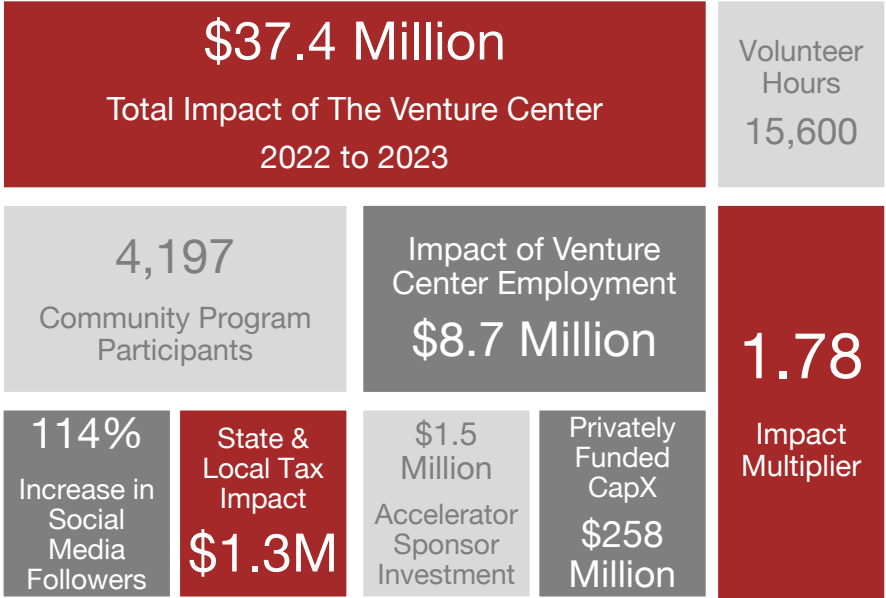 $37.4 Million
Total Impact of The Venture Center
2022 to 2023
Volunteer
Hours
15,600
4,197
Community Program
Participants
Impact of Venture
Center Employment
$8.7 Million
1.78
Impact
Multiplier
114%
Increase in
Social
Media
Followers
State &
Local Tax
Impact
$1.3M
$1.5
Million
Accelerator
Sponsor
Investment
Privately
Funded
CapX
$258
Million